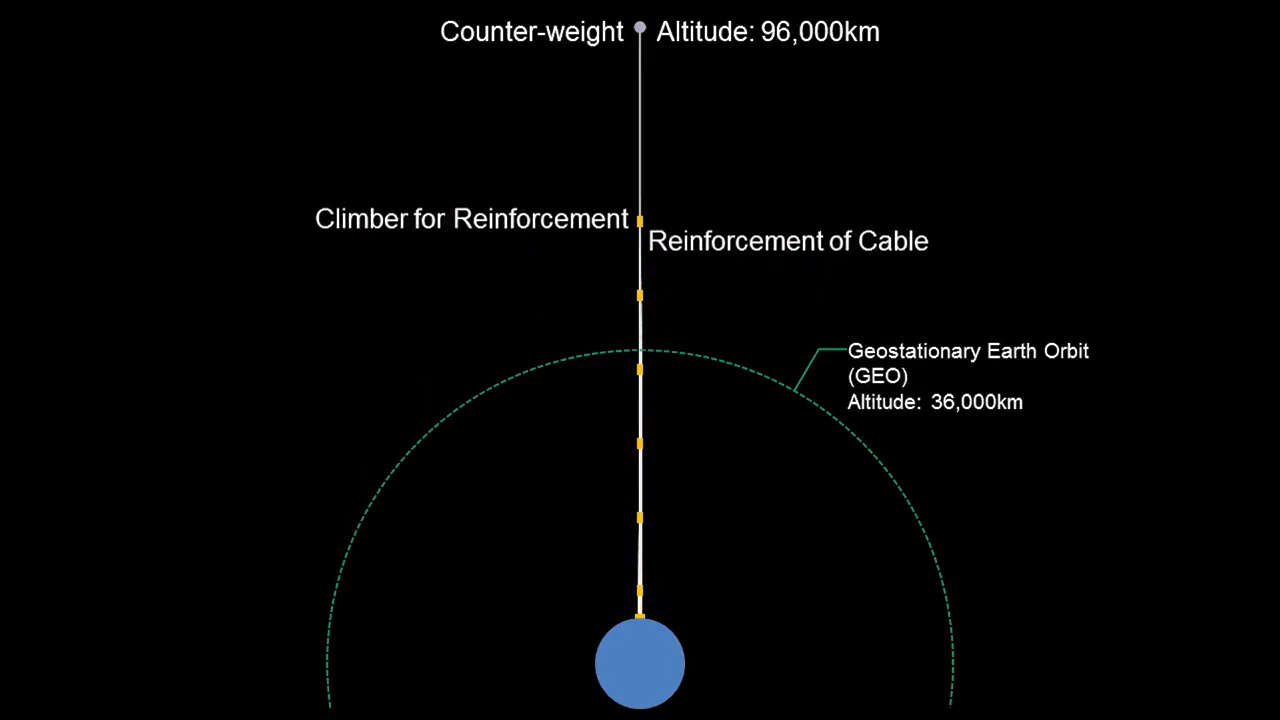 Counter-weight Altitude: 96,000km
Climber for Reinforcement
Reinforcement of Cable
Geostationary Earth Orbit
(GEO)
Altitude: 36,000km